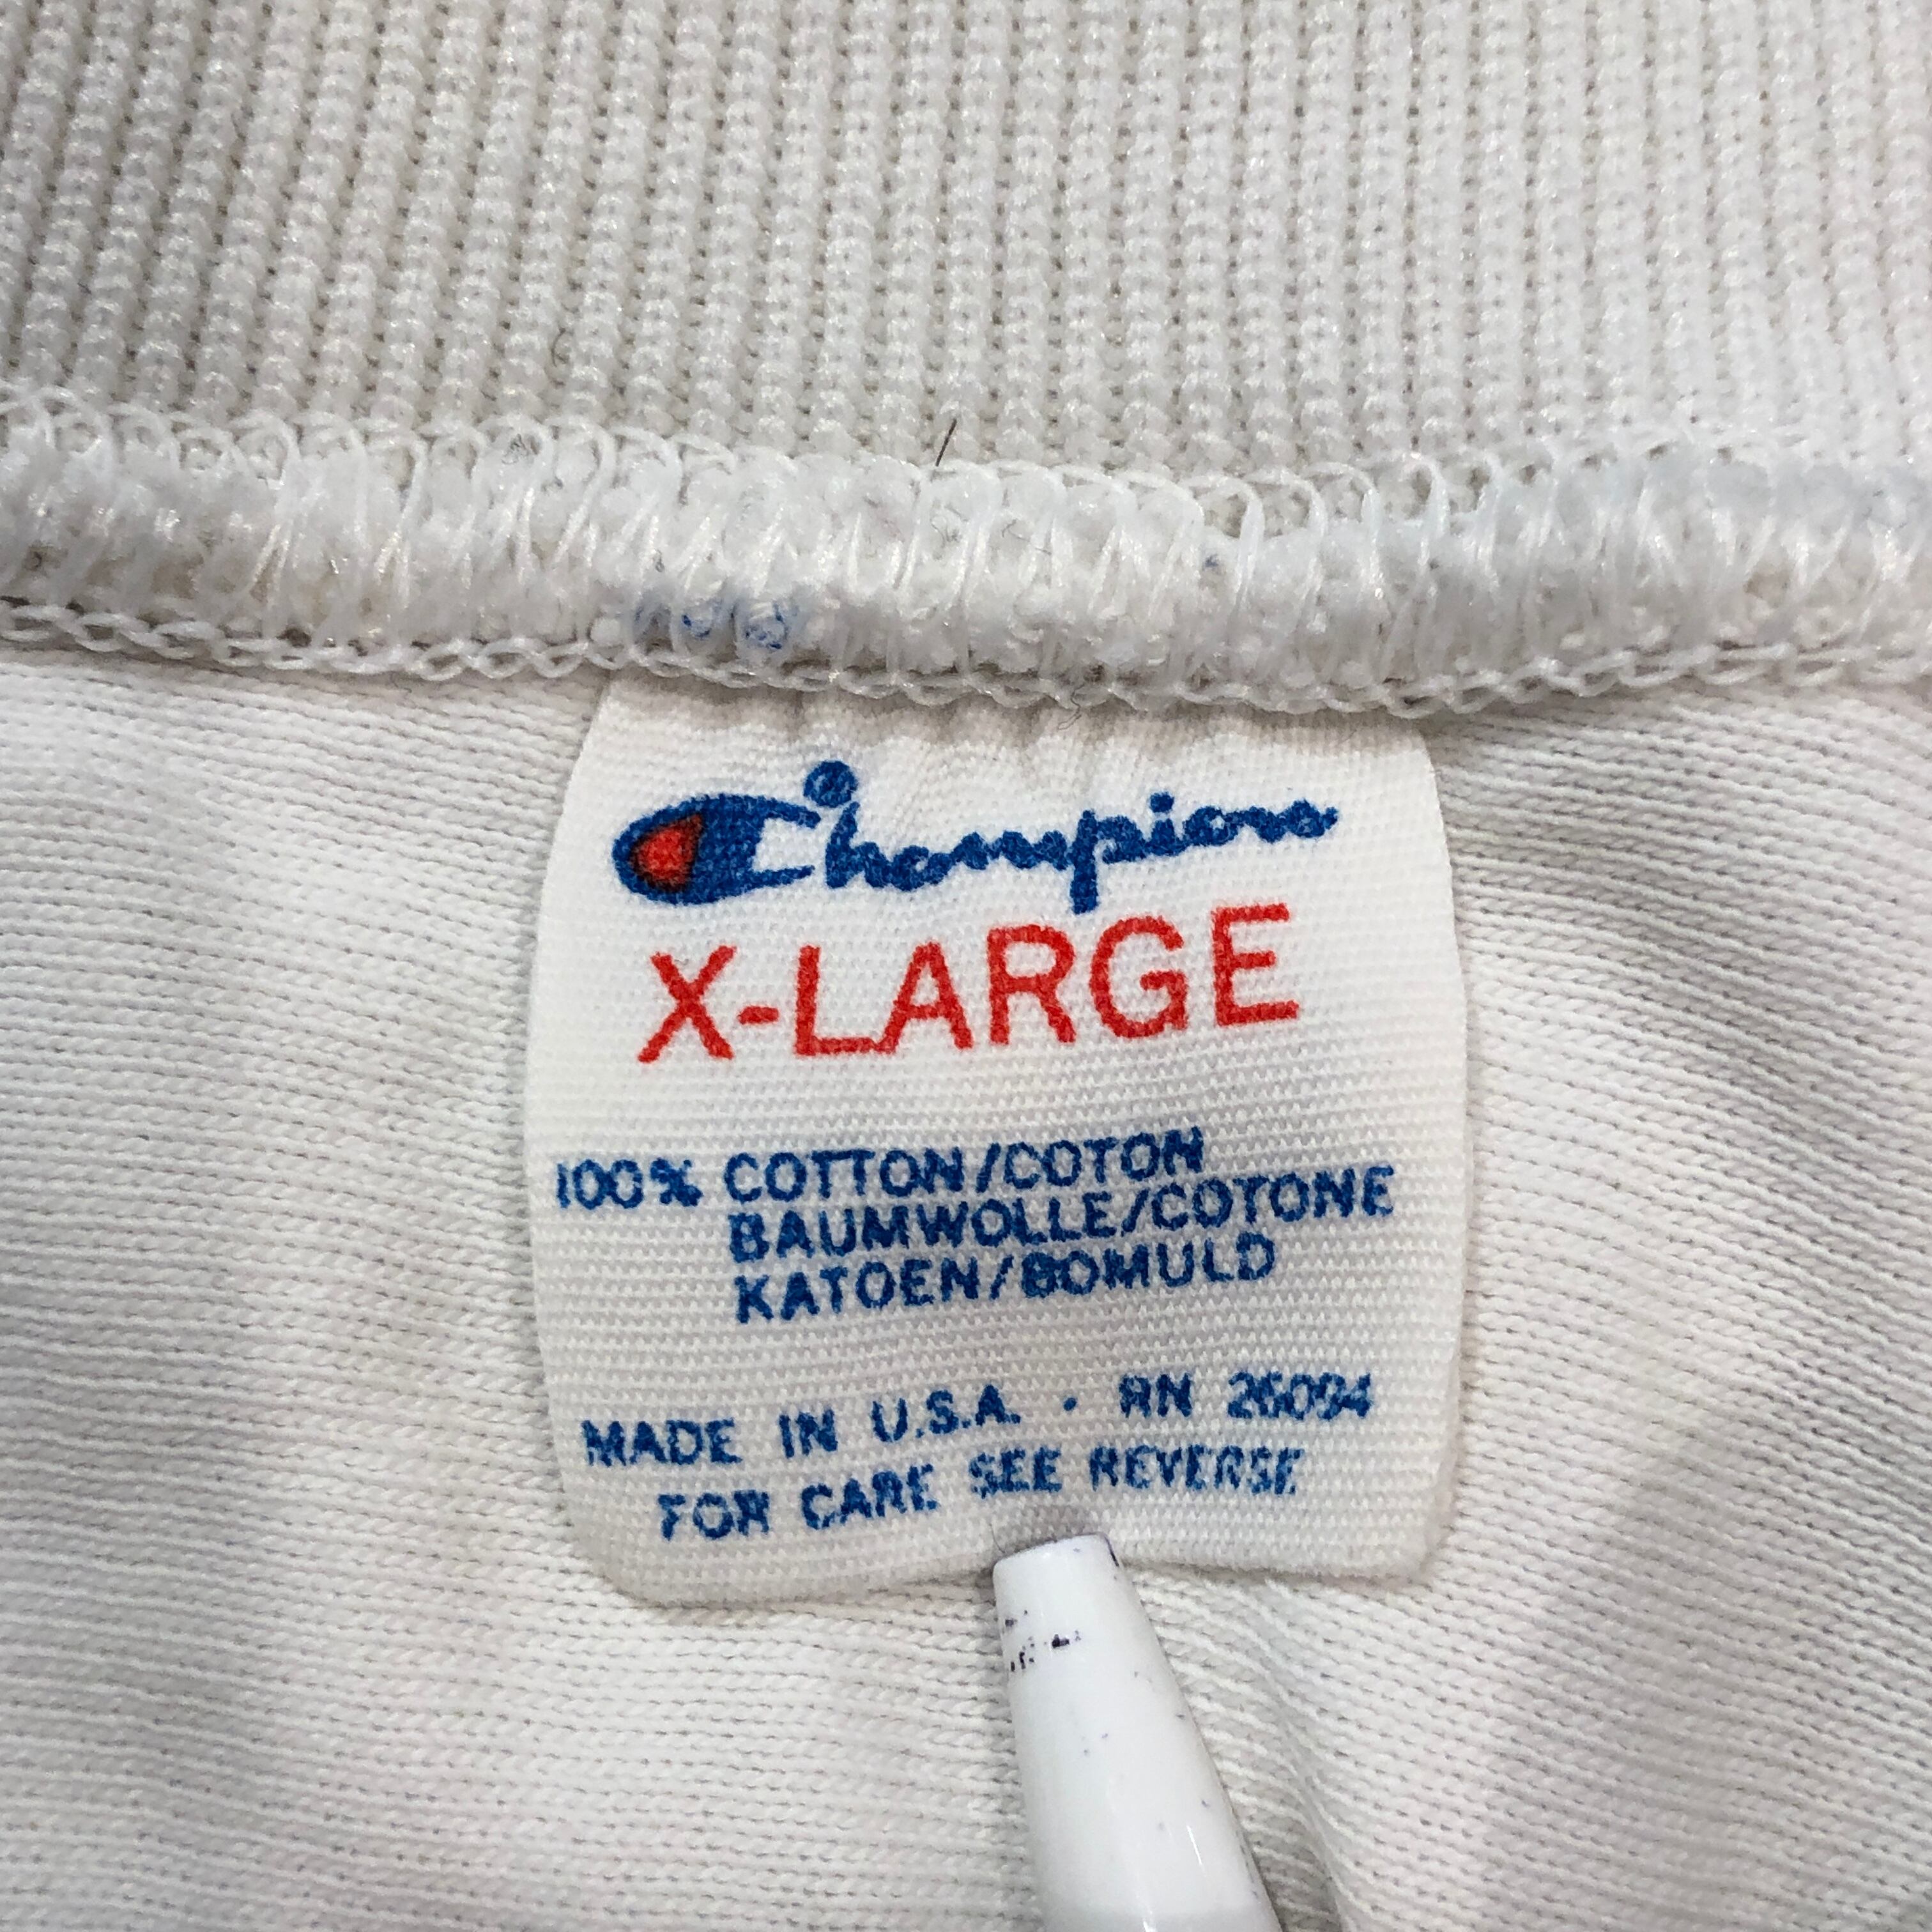 Champion
X-LARGE
100% COTTON/COTON
BAUMWOLLE/COTONE
KATOEN/BOMULD
MADE IN U.S.A. · RN 26094
FOR CARE SEE REVERSE